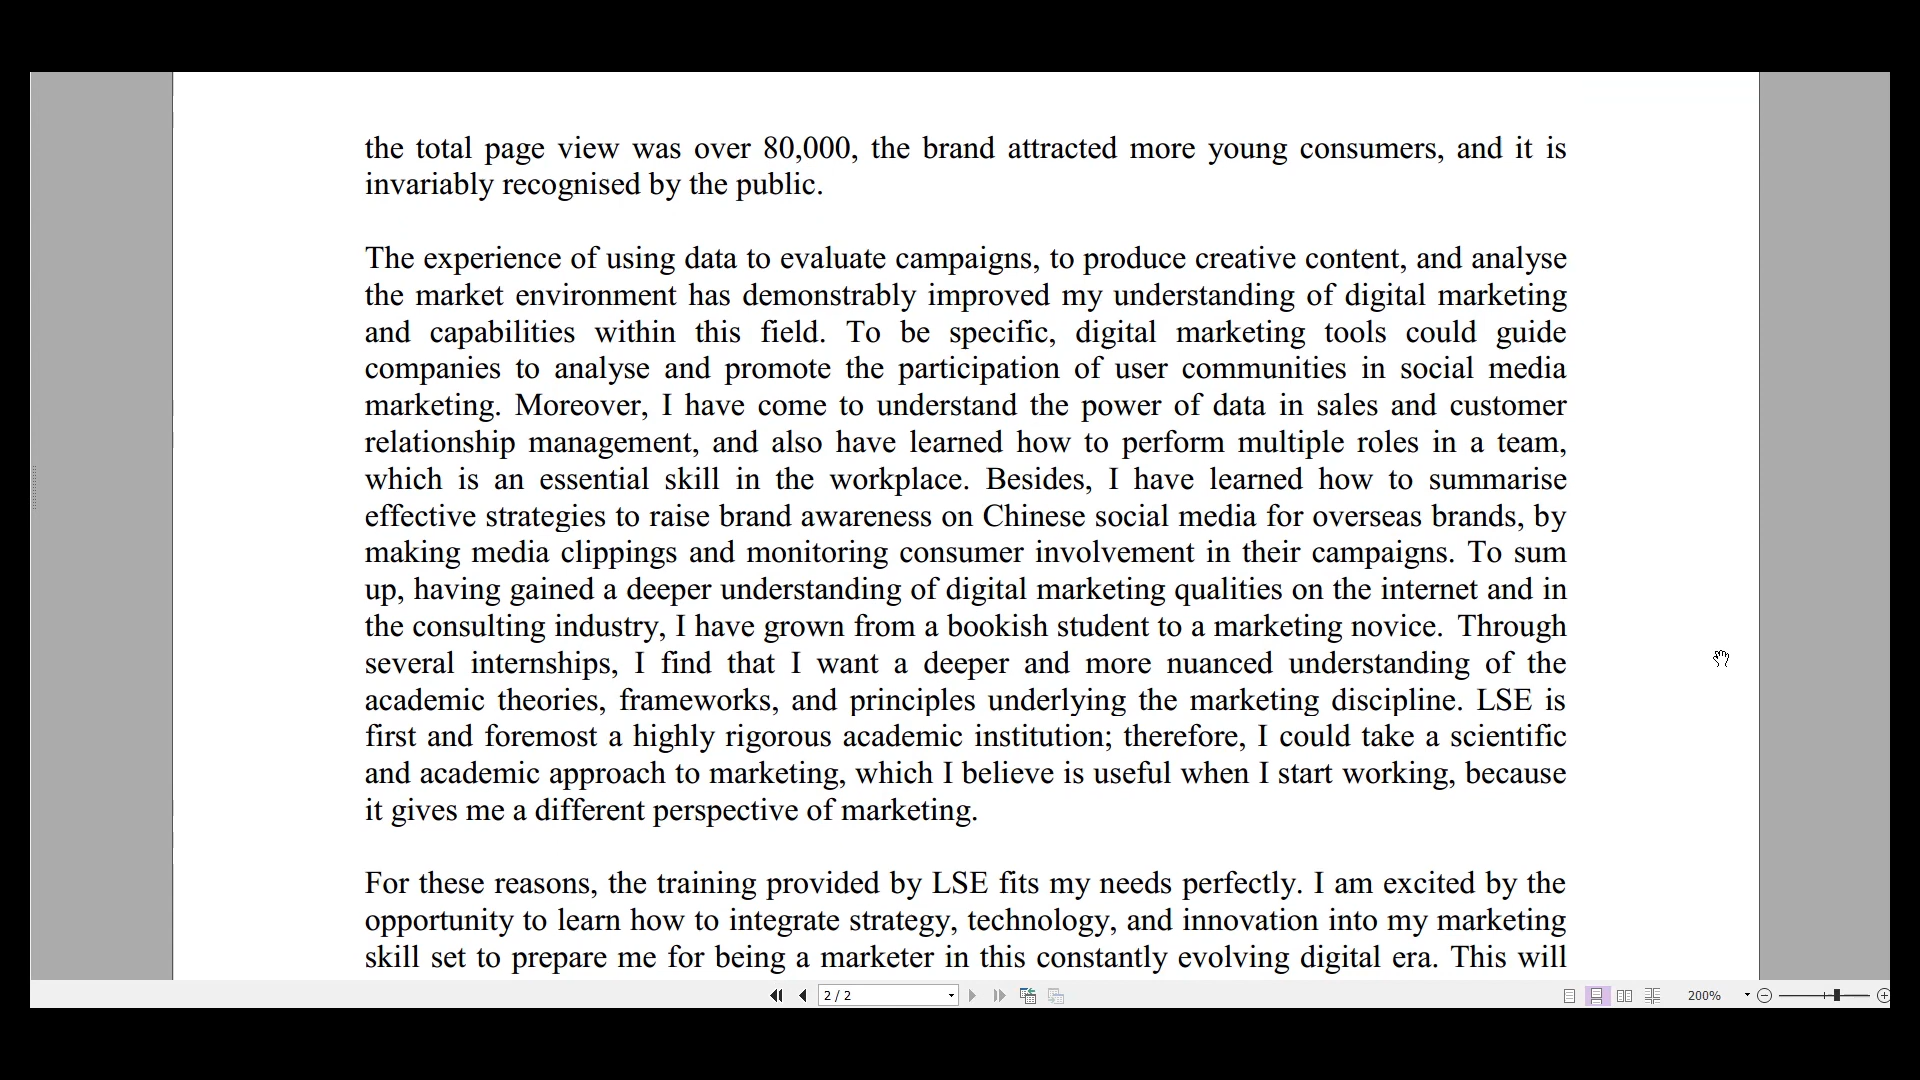 the total page view was over 80,000, the brand attracted more young consumers, and it is
invariably recognised by the public.
The experience of using data to evaluate campaigns, to produce creative content, and analyse
the market environment has demonstrably improved my understanding of digital marketing
and capabilities within this field. To be specific, digital marketing tools could guide
companies to analyse and promote the participation of user communities in social media
marketing. Moreover, I have come to understand the power of data in sales and customer
relationship management, and also have learned how to perform multiple roles in a team,
which is an essential skill in the workplace. Besides, I have learned how to summarise
effective strategies to raise brand awareness on Chinese social media for overseas brands, by
making media clippings and monitoring consumer involvement in their campaigns. To sum
up, having gained a deeper understanding of digital marketing qualities on the internet and in
the consulting industry, I have grown from a bookish student to a marketing novice. Through
several internships, I find that I want a deeper and more nuanced understanding of the
academic theories, frameworks, and principles underlying the marketing discipline. LSE is
first and foremost a highly rigorous academic institution; therefore, I could take a scientific
and academic approach to marketing, which I believe is useful when I start working, because
it gives me a different perspective of marketing.
For these reasons, the training provided by LSE fits my needs perfectly. I am excited by the
opportunity to learn how to integrate strategy, technology, and innovation into my marketing
skill set to prepare me for being a marketer in this constantly evolving digital era. This will
2 / 2
200%